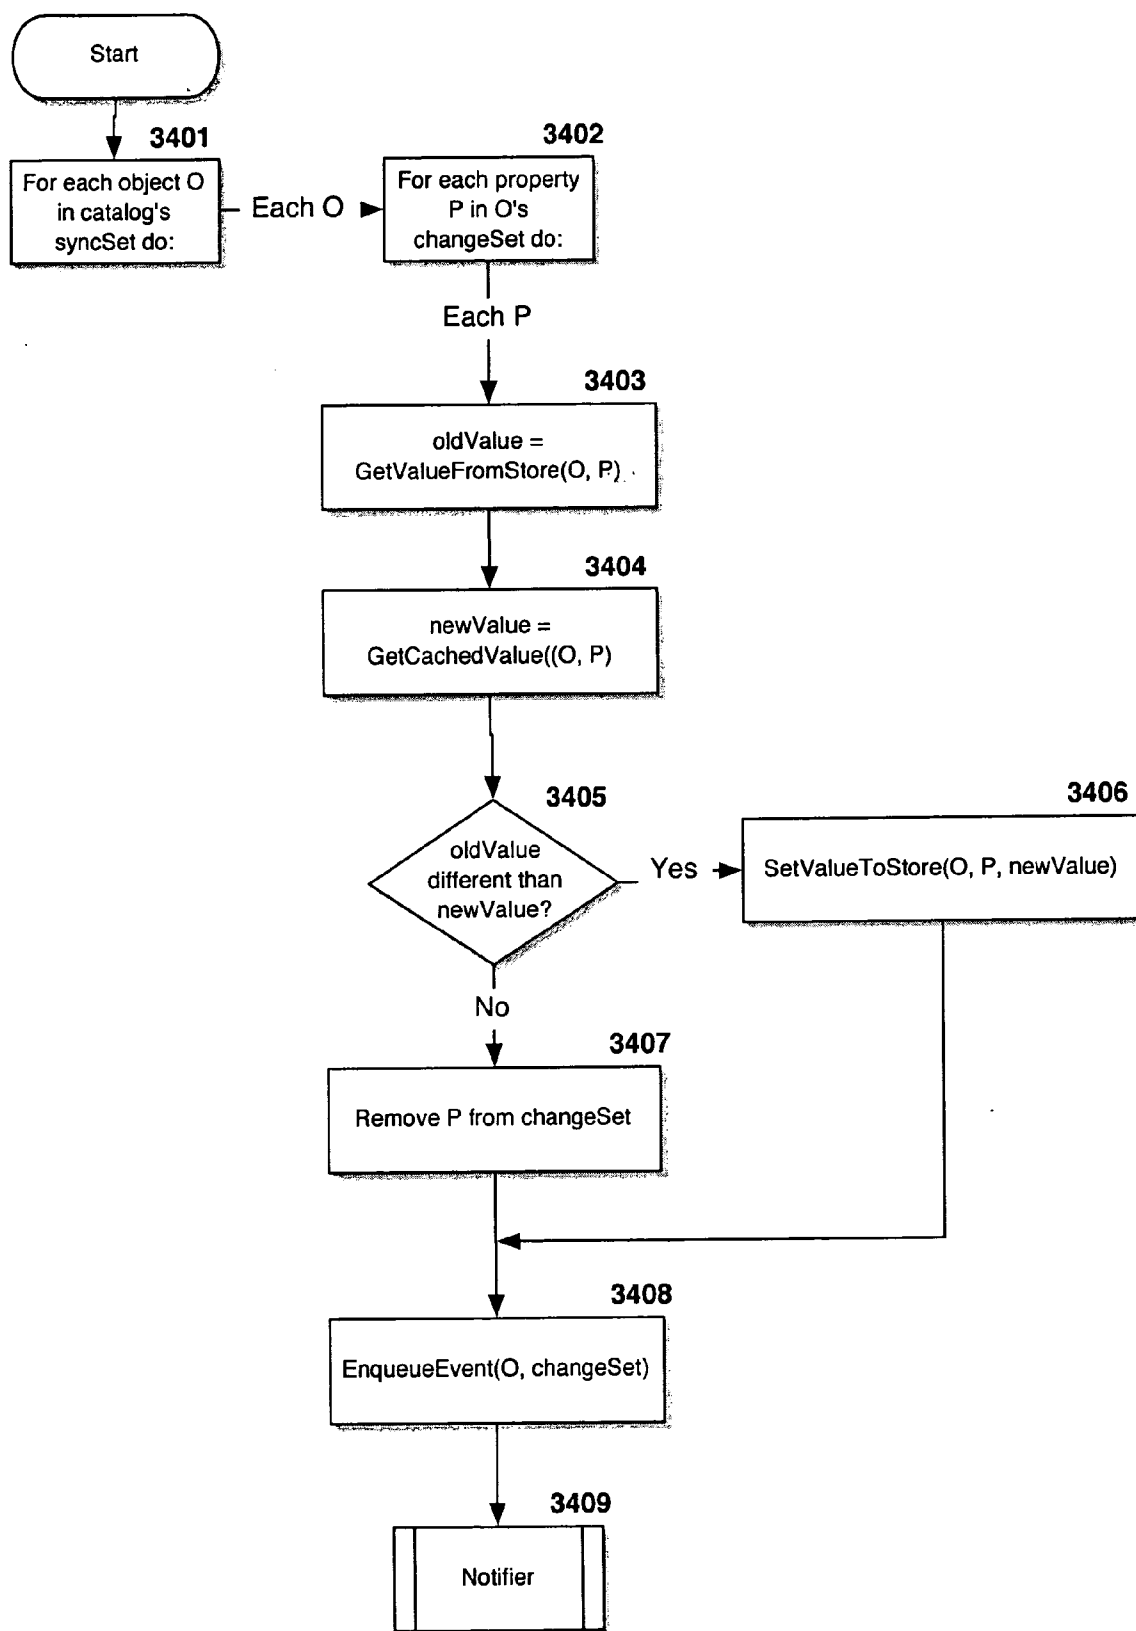 Start
3401
For each object O
in catalog's
syncSet do:
Each O
3402
For each property
P in O's
changeSet do:
Each P
3403
oldValue =
GetValueFromStore(O, P)
3404
newValue =
GetCachedValue((O, P)
3405
oldValue
different than
newValue?
Yes
3406
SetValueToStore(O, P, newValue)
No
3407
Remove P from changeSet
3408
EnqueueEvent(O, changeSet)
3409
Notifier